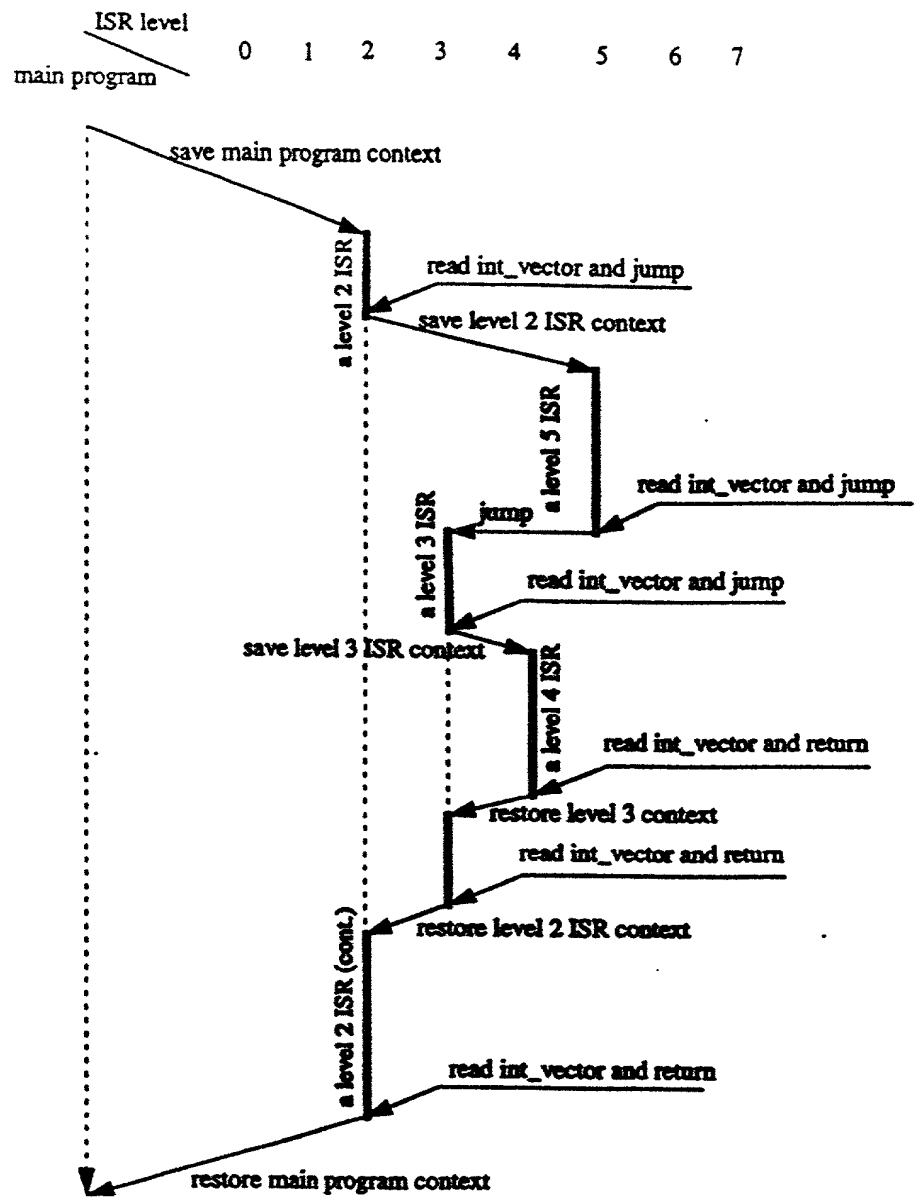 ISR level
0 1 2 3 4 5 6 7
main program
save main program context
a level 2 ISR
read int_vector and jump
save level 2 ISR context
a level 5 ISR
read int_vector and jump
jump
a level 3 ISR
read int_vector and jump
save level 3 ISR context
a level 4 ISR
read int_vector and return
restore level 3 context
read int_vector and return
restore level 2 ISR context
a level 2 ISR (cont.)
read int_vector and return
restore main program context